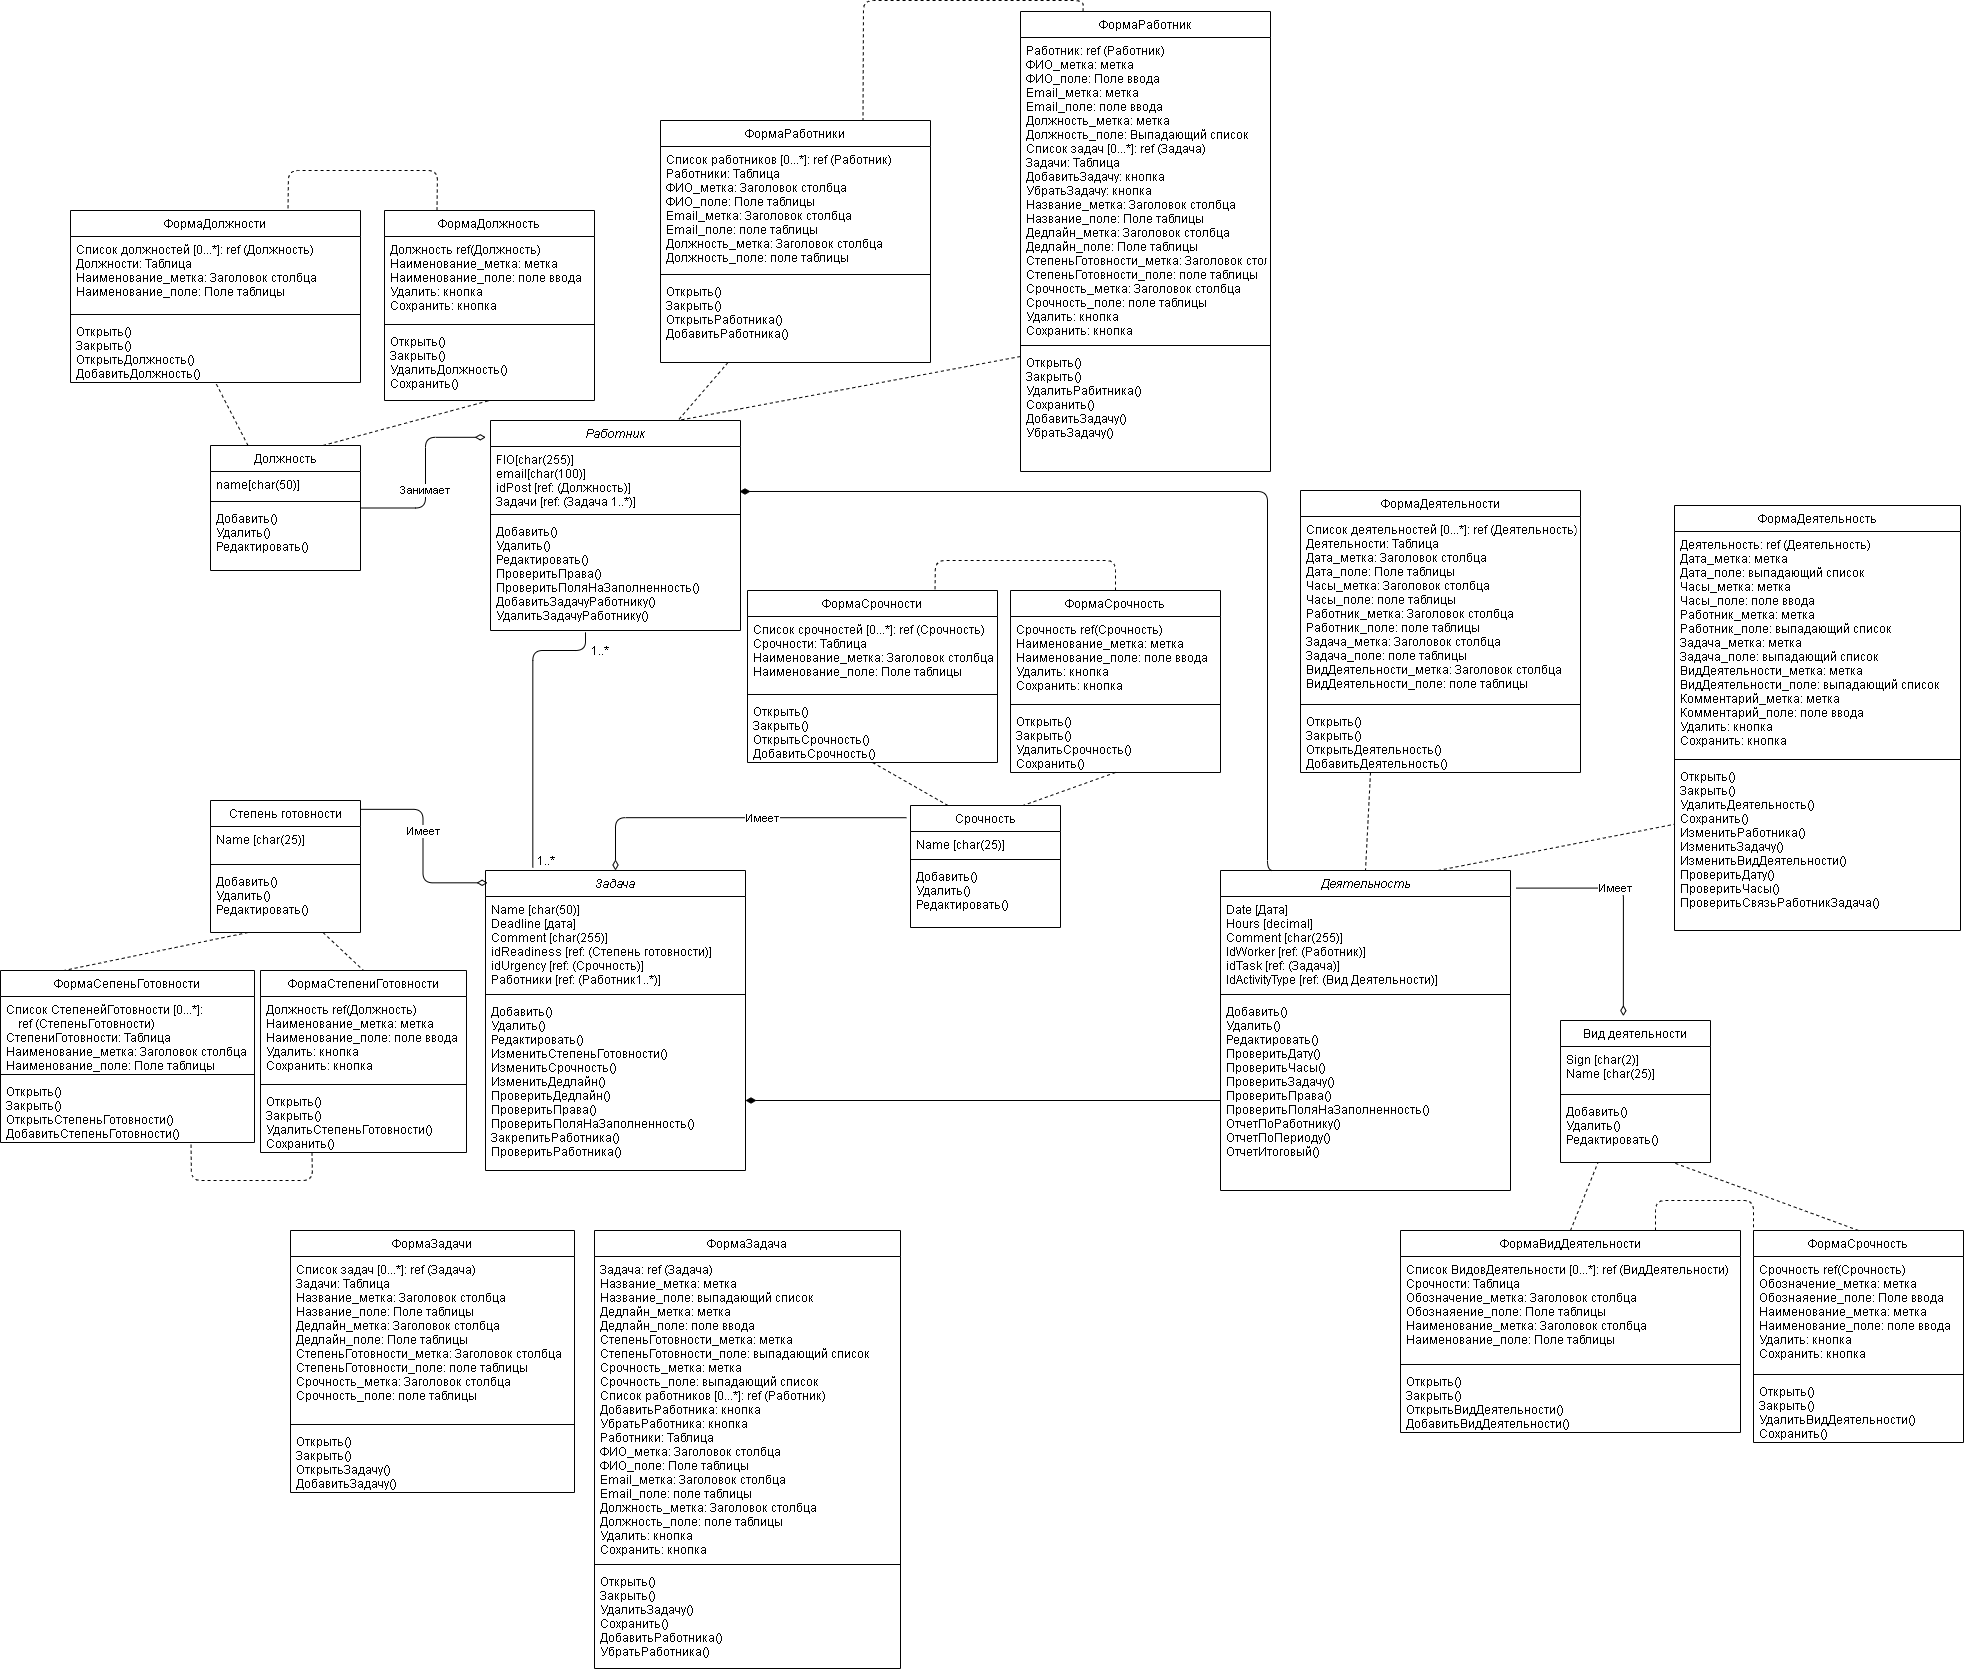 ФормаРаботник
Работник: ref (Работник)
ФИО_метка: метка
ФИО_поле: Поле ввода
Email_метка: метка
Email_поле: поле ввода
Должность_метка: метка
Должность_поле: Выпадающий список
Список задач [0...*]: ref (Задача)
Задачи: Таблица
ДобавитьЗадачу: кнопка
УбратьЗадачу: кнопка
Название_метка: Заголовок столбца
Название_поле: Поле таблицы
Дедлайн_метка: Заголовок столбца
Дедлайн_поле: Поле таблицы
СтепеньГотовности_метка: Заголовок стол
СтепеньГотовности_поле: поле таблицы
Срочность_метка: Заголовок столбца
Срочность_поле: поле таблицы
Удалить: кнопка
Сохранить: кнопка
Открыть()
Закрыть()
УдалитьРабитника()
Сохранить()
ДобавитьЗадачу()
УбратьЗадачу()
ФормаРаботники
Список работников [0...*]: ref (Работник)
Работники: Таблица
ФИО_метка: Заголовок столбца
ФИО_поле: Поле таблицы
Email_метка: Заголовок столбца
Email_поле: поле таблицы
Должность_метка: Заголовок столбца
Должность_поле: поле таблицы
Открыть()
Закрыть()
ОткрытьРаботника()
ДобавитьРаботника()
ФормаДолжности
Список должностей [0...*]: ref (Должность)
Должности: Таблица
Наименование_метка: Заголовок столбца
Наименование_поле: Поле таблицы
Открыть()
Закрыть()
ОткрытьДолжность()
ДобавитьДолжность()
ФормаДолжность
Должность ref(Должность)
Наименование_метка: метка
Наименование_поле: поле ввода
Удалить: кнопка
Сохранить: кнопка
Открыть()
Закрыть()
УдалитьДолжность()
Сохранить()
Должность
name[char(50)]
Добавить()
Удалить()
Редактировать()
Занимает
Работник
FIO[char(255)]
email[char(100)]
idPost [ref: (Должность)]
Задачи [ref: (Задача 1..*)]
Добавить()
Удалить()
Редактировать()
ПроверитьПрава()
ПроверитьПоляНаЗаполненность()
ДобавитьЗадачуРаботнику()
УдалитьЗадачуРаботнику()
1..*
1..*
ФормаСрочности
Список срочностей [0...*]: ref (Срочность)
Срочности: Таблица
Наименование_метка: Заголовок столбца
Наименование_поле: Поле таблицы
Открыть()
Закрыть()
ОткрытьСрочность()
ДобавитьСрочность()
ФормаСрочность
Срочность ref(Срочность)
Наименование_метка: метка
Наименование_поле: поле ввода
Удалить: кнопка
Сохранить: кнопка
Открыть()
Закрыть()
УдалитьСрочность()
Сохранить()
ФормаДеятельности
Список деятельностей [0...*]: ref (Деятельность)
Деятельности: Таблица
Дата_метка: Заголовок столбца
Дата_поле: Поле таблицы
Часы_метка: Заголовок столбца
Часы_поле: поле таблицы
Работник_метка: Заголовок столбца
Работник_поле: поле таблицы
Задача_метка: Заголовок столбца
Задача_поле: поле таблицы
ВидДеятельности_метка: Заголовок столбца
ВидДеятельности_поле: поле таблицы
Открыть()
Закрыть()
ОткрытьДеятельность()
ДобавитьДеятельность()
ФормаДеятельность
Деятельность: ref (Деятельность)
Дата_метка: метка
Дата_поле: выпадающий список
Часы_метка: метка
Часы_поле: поле ввода
Работник_метка: метка
Работник_поле: выпадающий список
Задача_метка: метка
Задача_поле: выпадающий список
ВидДеятельности_метка: метка
ВидДеятельности_поле: выпадающий список
Комментарий_метка: метка
Комментарий_поле: поле ввода
Удалить: кнопка
Сохранить: кнопка
Открыть()
Закрыть()
УдалитьДеятельность()
Сохранить()
ИзменитьРаботника()
ИзменитьЗадачу()
ИзменитьВидДеятельности()
ПроверитьДату()
ПроверитьЧасы()
ПроверитьСвязьРаботникЗадача()
Степень готовности
Name [char(25)]
Добавить()
Удалить()
Редактировать()
Имеет
Имеет
Срочность
Name [char(25)]
Добавить()
Удалить()
Редактировать()
Задача
Name [char(50)]
Deadline [дата]
Comment [char(255)]
idReadiness [ref: (Степень готовности)]
idUrgency [ref: (Срочность)]
Работники [ref: (Работник1..*)]
Добавить()
Удалить()
Редактировать()
ИзменитьСтепеньГотовности()
ИзменитьСрочность()
ИзменитьДедлайн()
ПроверитьДедлайн()
ПроверитьПрава()
ПроверитьПоляНаЗаполненность()
ЗакрепитьРаботника()
ПроверитьРаботника()
Деятельность
Date [Дата]
Hours [decimal]
Comment [char(255)]
IdWorker [ref: (Работник)]
idTask [ref: (Задача)]
IdActivityType [ref: (Вид Деятельности)]
Добавить()
Удалить()
Редактировать()
ПроверитьДату()
ПроверитьЧасы()
ПроверитьЗадачу()
ПроверитьПрава()
ПроверитьПоляНаЗаполненность()
ОтчетПоРаботнику()
ОтчетПоПериоду()
ОтчетИтоговый()
Имеет
Вид деятельности
Sign [char(2)]
Name [char(25)]
Добавить()
Удалить()
Редактировать()
ФормаСепеньГотовности
Список СтепенейГотовности [0...*]:
ref (СтепеньГотовности)
СтепениГотовности: Таблица
Наименование_метка: Заголовок столбца
Наименование_поле: Поле таблицы
Открыть()
Закрыть()
ОткрытьСтепеньГотовности()
ДобавитьСтепеньГотовности()
ФормаСтепениГотовности
Должность ref(Должность)
Наименование_метка: метка
Наименование_поле: поле ввода
Удалить: кнопка
Сохранить: кнопка
Открыть()
Закрыть()
УдалитьСтепеньГотовности()
Сохранить()
ФормаЗадачи
Список задач [0...*]: ref (Задача)
Задачи: Таблица
Название_метка: Заголовок столбца
Название_поле: Поле таблицы
Дедлайн_метка: Заголовок столбца
Дедлайн_поле: Поле таблицы
СтепеньГотовности_метка: Заголовок столбца
СтепеньГотовности_поле: поле таблицы
Срочность_метка: Заголовок столбца
Срочность_поле: поле таблицы
Открыть()
Закрыть()
ОткрытьЗадачу()
ДобавитьЗадачу()
ФормаЗадача
Задача: ref (Задача)
Название_метка: метка
Название_поле: выпадающий список
Дедлайн_метка: метка
Дедлайн_поле: поле ввода
СтепеньГотовности_метка: метка
СтепеньГотовности_поле: выпадающий список
Срочность_метка: метка
Срочность_поле: выпадающий список
Список работников [0...*]: ref (Работник)
ДобавитьРаботника: кнопка
УбратьРаботника: кнопка
Работники: Таблица
ФИО_метка: Заголовок столбца
ФИО_поле: Поле таблицы
Email_метка: Заголовок столбца
Email_поле: поле таблицы
Должность_метка: Заголовок столбца
Должность_поле: поле таблицы
Удалить: кнопка
Сохранить: кнопка
Открыть()
Закрыть()
УдалитьЗадачу()
Сохранить()
ДобавитьРаботника()
УбратьРаботника()
ФормаВидДеятельности
Список ВидовДеятельности [0...*]: ref (ВидДеятельности)
Срочности: Таблица
Обозначение_метка: Заголовок столбца
Обознаяение_поле: Поле таблицы
Наименование_метка: Заголовок столбца
Наименование_поле: Поле таблицы
Открыть()
Закрыть()
ОткрытьВидДеятельности()
ДобавитьВидДеятельности()
ФормаСрочность
Срочность ref(Срочность)
Обозначение_метка: метка
Обознаяение_поле: Поле ввода
Наименование_метка: метка
Наименование_поле: поле ввода
Удалить: кнопка
Сохранить: кнопка
Открыть()
Закрыть()
УдалитьВидДеятельности()
Сохранить()